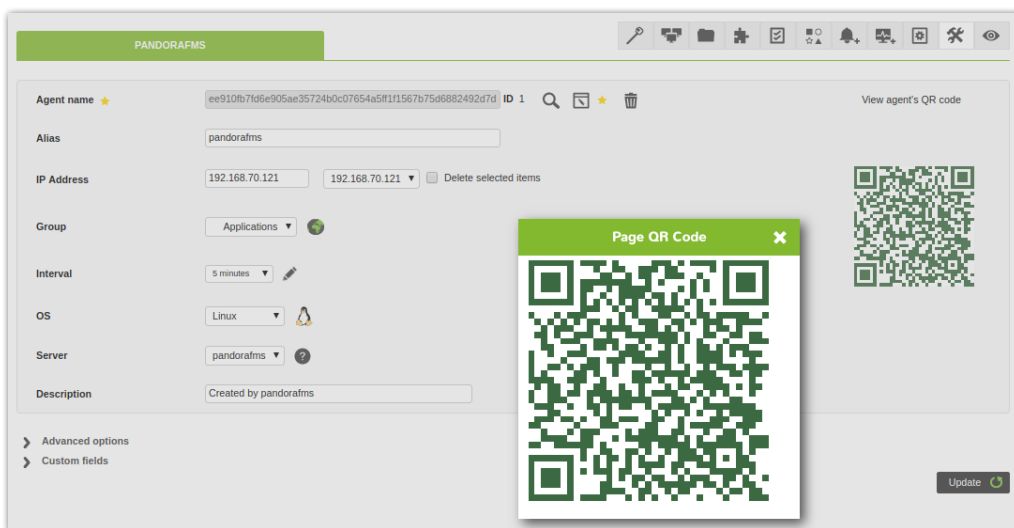 PANDORAFMS
Agent name ee910fb7fd6e905ae35724b0c07654a5ff1f1567b75d6882492d7d ID 1 View agent's QR code
Alias pandorafms
IP Address 192.168.70.121 192.168.70.121 Delete selected items
Group Applications
Page QR Code
Interval 5 minutes
OS Linux
Server pandorafms ?
Description Created by pandorafms
Advanced options
Custom fields
Update